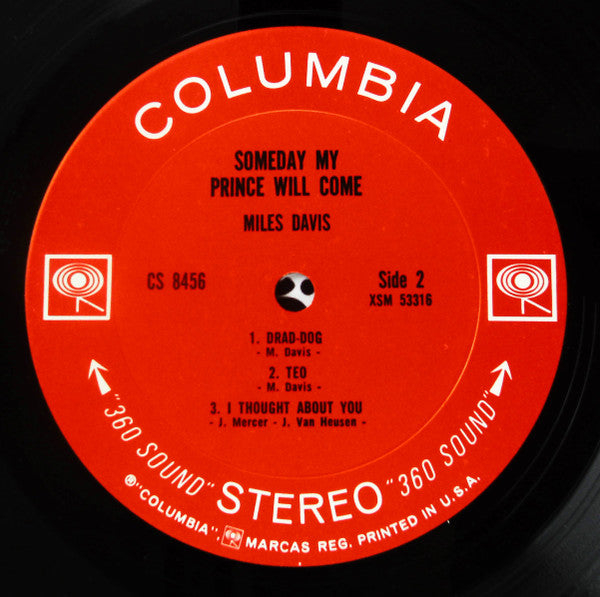 COLUMBIA
SOMEDAY MY
PRINCE WILL COME
MILES DAVIS
CS 8456
Side 2
XSM 53316
1. DRAD-DOG
- M. Davis -
2. TEO
- M. Davis -
3. I THOUGHT ABOUT YOU
- J. Mercer - J. Van Heusen -
"360 SOUND" STEREO "360 SOUND"
®"COLUMBIA", MARCAS REG. PRINTED IN U.S.A.